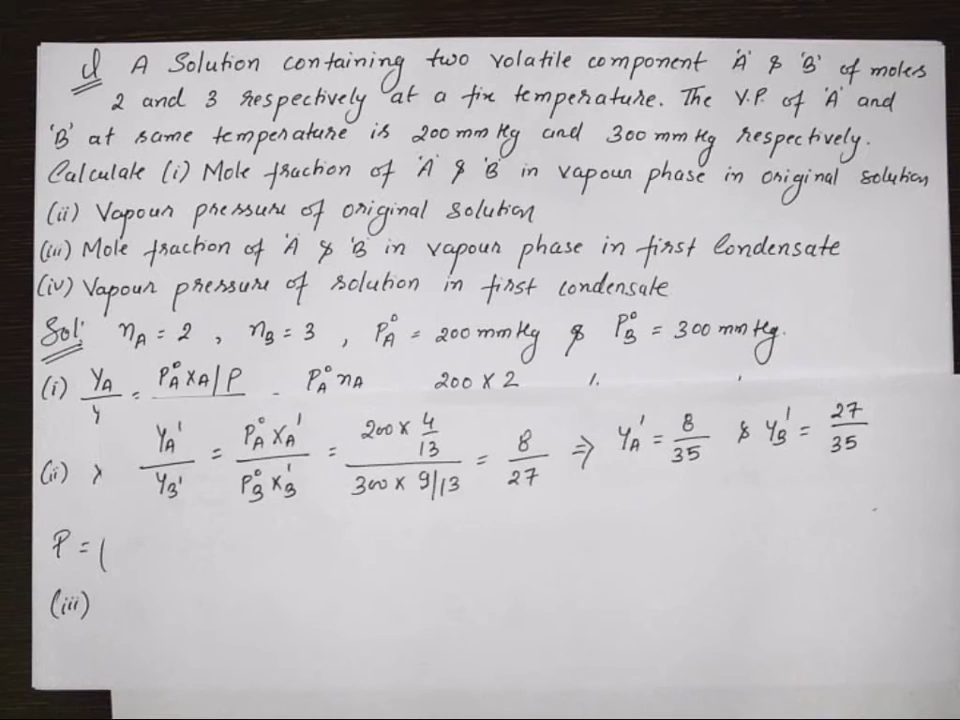 Q A Solution containing two volatile component 'A' & 'B' of moles
2 and 3 respectively at a fix temperature. The V.P. of 'A' and
'B' at same temperature is 200 mm Hg and 300 mm Hg respectively.
Calculate (i) Mole fraction of 'A' & 'B' in vapour phase in original solution
(ii) Vapour pressure of original solution
(iii) Mole fraction of 'A' & 'B' in vapour phase in first Condensate
(iv) Vapour pressure of solution in first condensate
Sol: nA = 2 , nB = 3 , P°A = 200 mm Hg & P°B = 300 mm Hg.
(i) YA/Y = P°A XA/P P°A nA 200 × 2
(ii) YA'/YB' = P°A XA'/P°B XB' = (200 × 4/13)/(300 × 9/13) = 8/27 ⇒ YA' = 8/35 & YB' = 27/35
P = (
(iii)